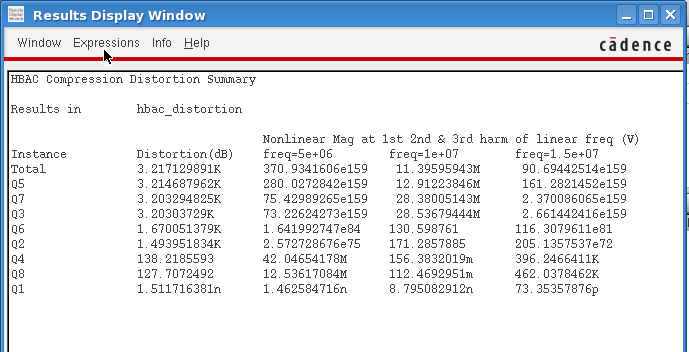 Results Display Window
Window Expressions Info Help
cādence
HBAC Compression Distortion Summary
Results in hbac_distortion
Nonlinear Mag at 1st 2nd & 3rd harm of linear freq (V)
Instance Distortion(dB) freq=5e+06 freq=1e+07 freq=1.5e+07
Total 3.217129891K 370.9341606e159 11.39595943M 90.69442514e159
Q5 3.214687962K 280.0272842e159 12.91223846M 161.2821452e159
Q7 3.203294825K 75.42989265e159 28.38005143M 2.370086065e159
Q3 3.20303729K 73.22624273e159 28.53679444M 2.661442416e159
Q6 1.670051379K 1.641992747e84 130.598761 116.3079611e81
Q2 1.493951834K 2.572728676e75 171.2857885 205.1357537e72
Q4 138.2185593 42.04654178M 156.3832019m 396.2466411K
Q8 127.7072492 12.53617084M 112.4692951m 462.0378462K
Q1 1.511716381n 1.462584716n 8.795082912n 73.35357876p